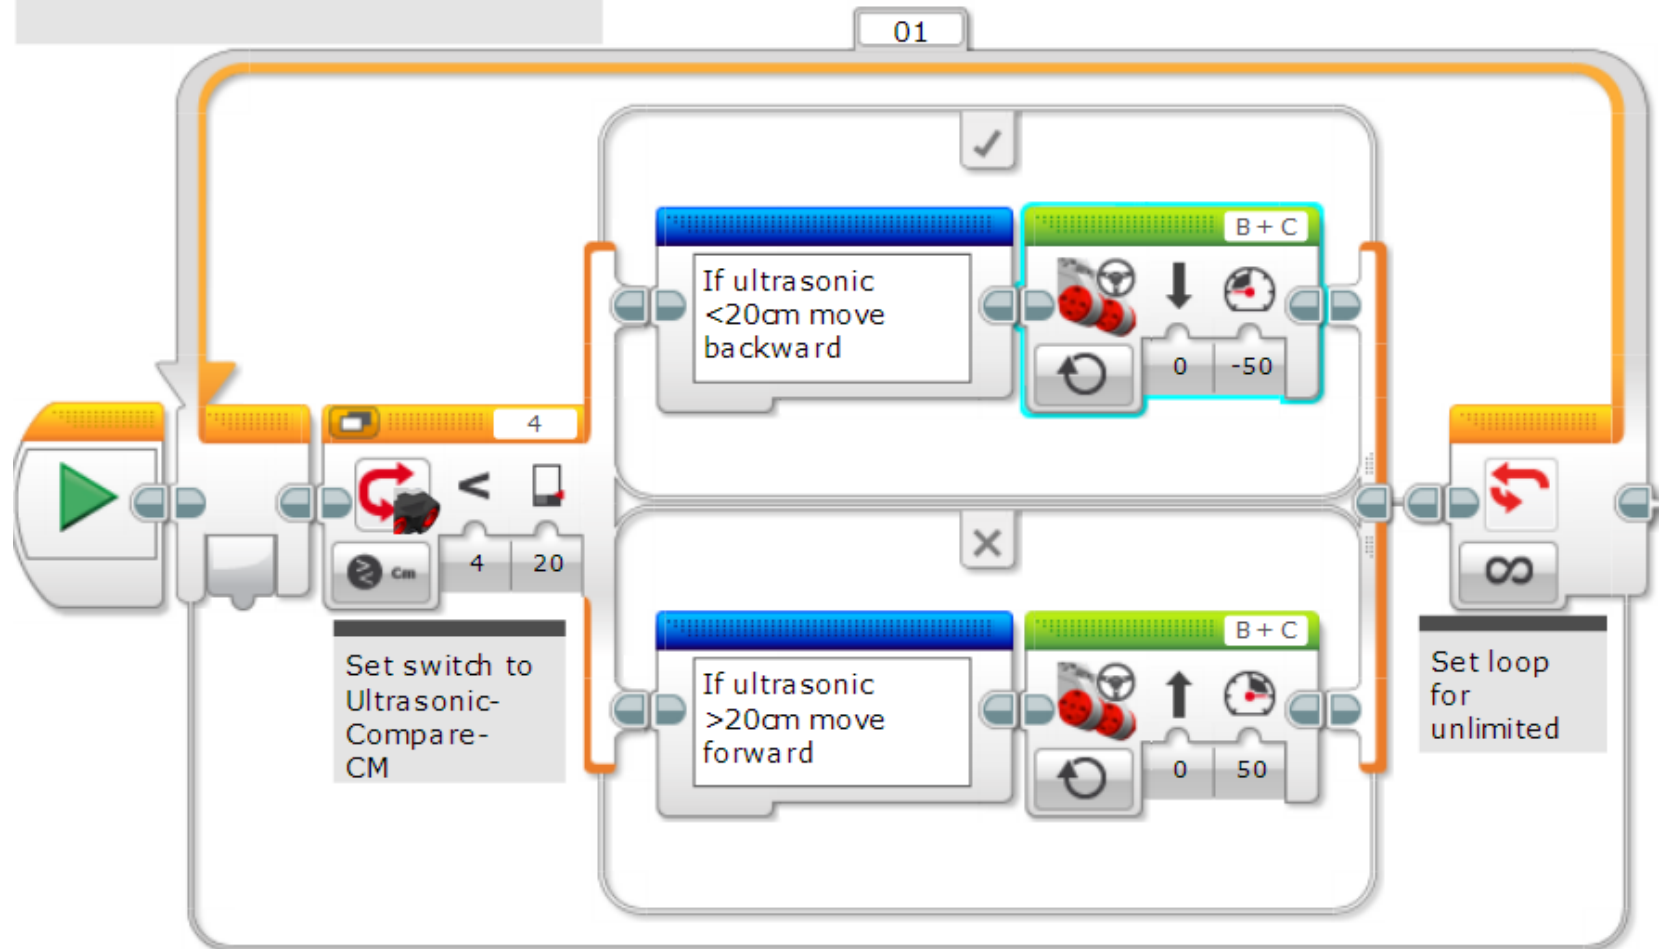 01
B + C
If ultrasonic
<20cm move
backward
0 -50
4
<
Cm
4 20
B + C
If ultrasonic
>20cm move
forward
0 50
∞
Set switch to
Ultrasonic-
Compare-
CM
Set loop
for
unlimited